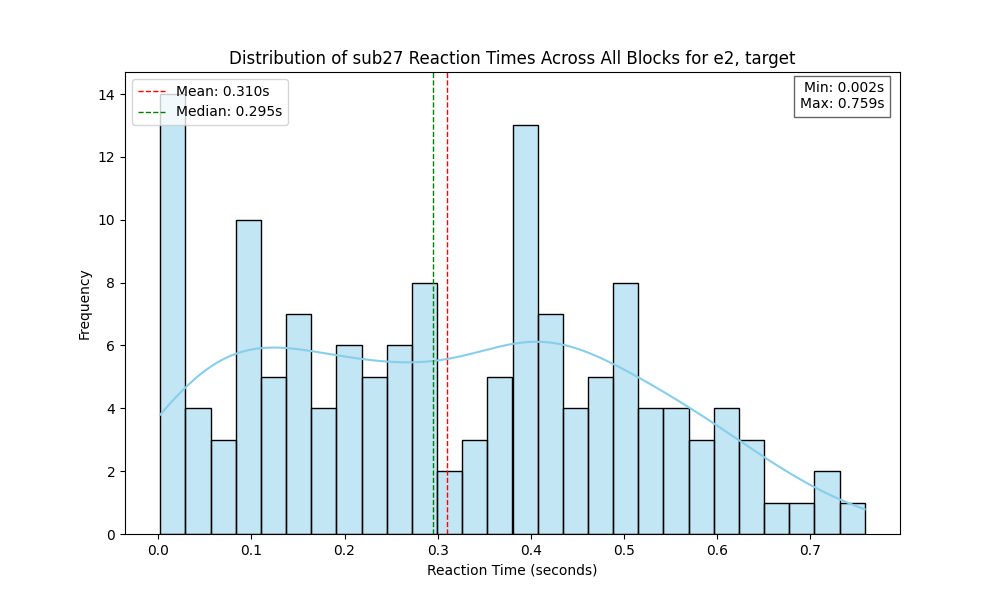 Distribution of sub27 Reaction Times Across All Blocks for e2, target
Mean: 0.310s
Median: 0.295s
Min: 0.002s
Max: 0.759s
Frequency
14
12
10
8
6
4
2
0
0.0
0.1
0.2
0.3
0.4
0.5
0.6
0.7
Reaction Time (seconds)